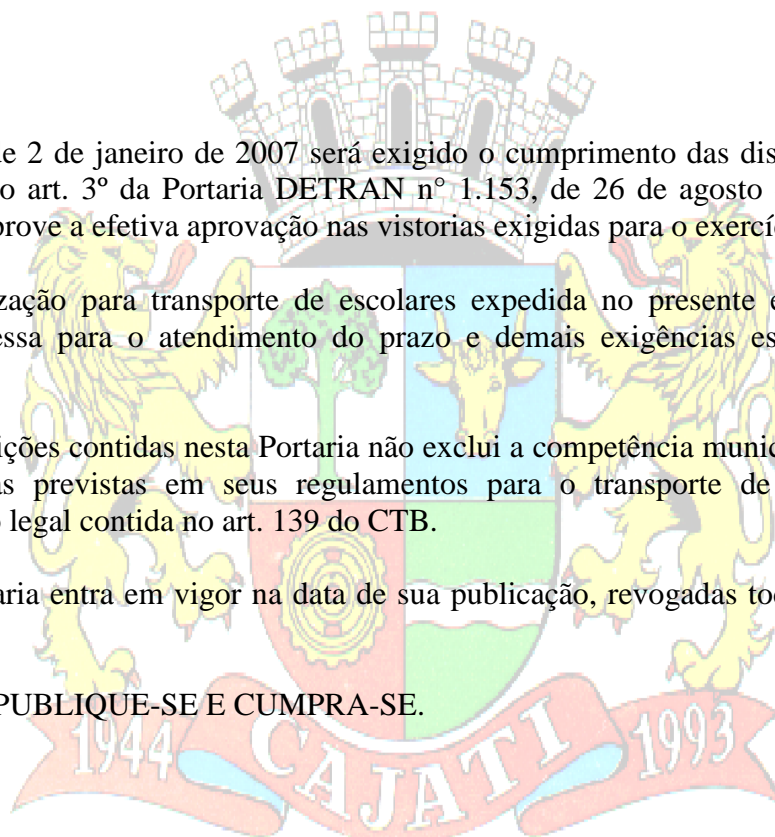 e 2 de janeiro de 2007 será exigido o cumprimento das dis
o art. 3º da Portaria DETRAN n° 1.153, de 26 de agosto
prove a efetiva aprovação nas vistorias exigidas para o exercíc
zação para transporte de escolares expedida no presente e
essa para o atendimento do prazo e demais exigências es
ições contidas nesta Portaria não exclui a competência munic
as previstas em seus regulamentos para o transporte de
o legal contida no art. 139 do CTB.
aria entra em vigor na data de sua publicação, revogadas to
PUBLIQUE-SE E CUMPRA-SE.
1944 CAJATI 1993